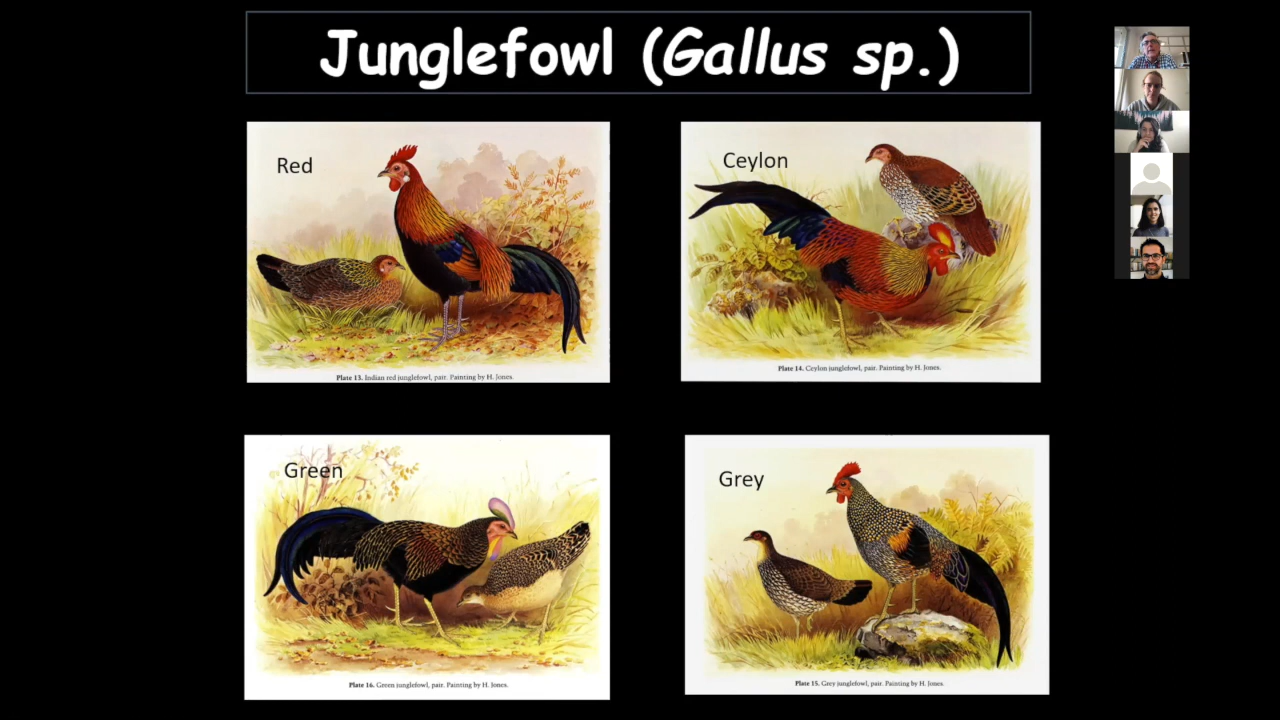 Junglefowl (Gallus sp.)
Red
Plate 13. Indian red junglefowl, pair. Painting by H. Jones.
Ceylon
Plate 14. Ceylon junglefowl, pair. Painting by H. Jones.
Green
Plate 16. Green junglefowl, pair. Painting by H. Jones.
Grey
Plate 15. Grey junglefowl, pair. Painting by H. Jones.